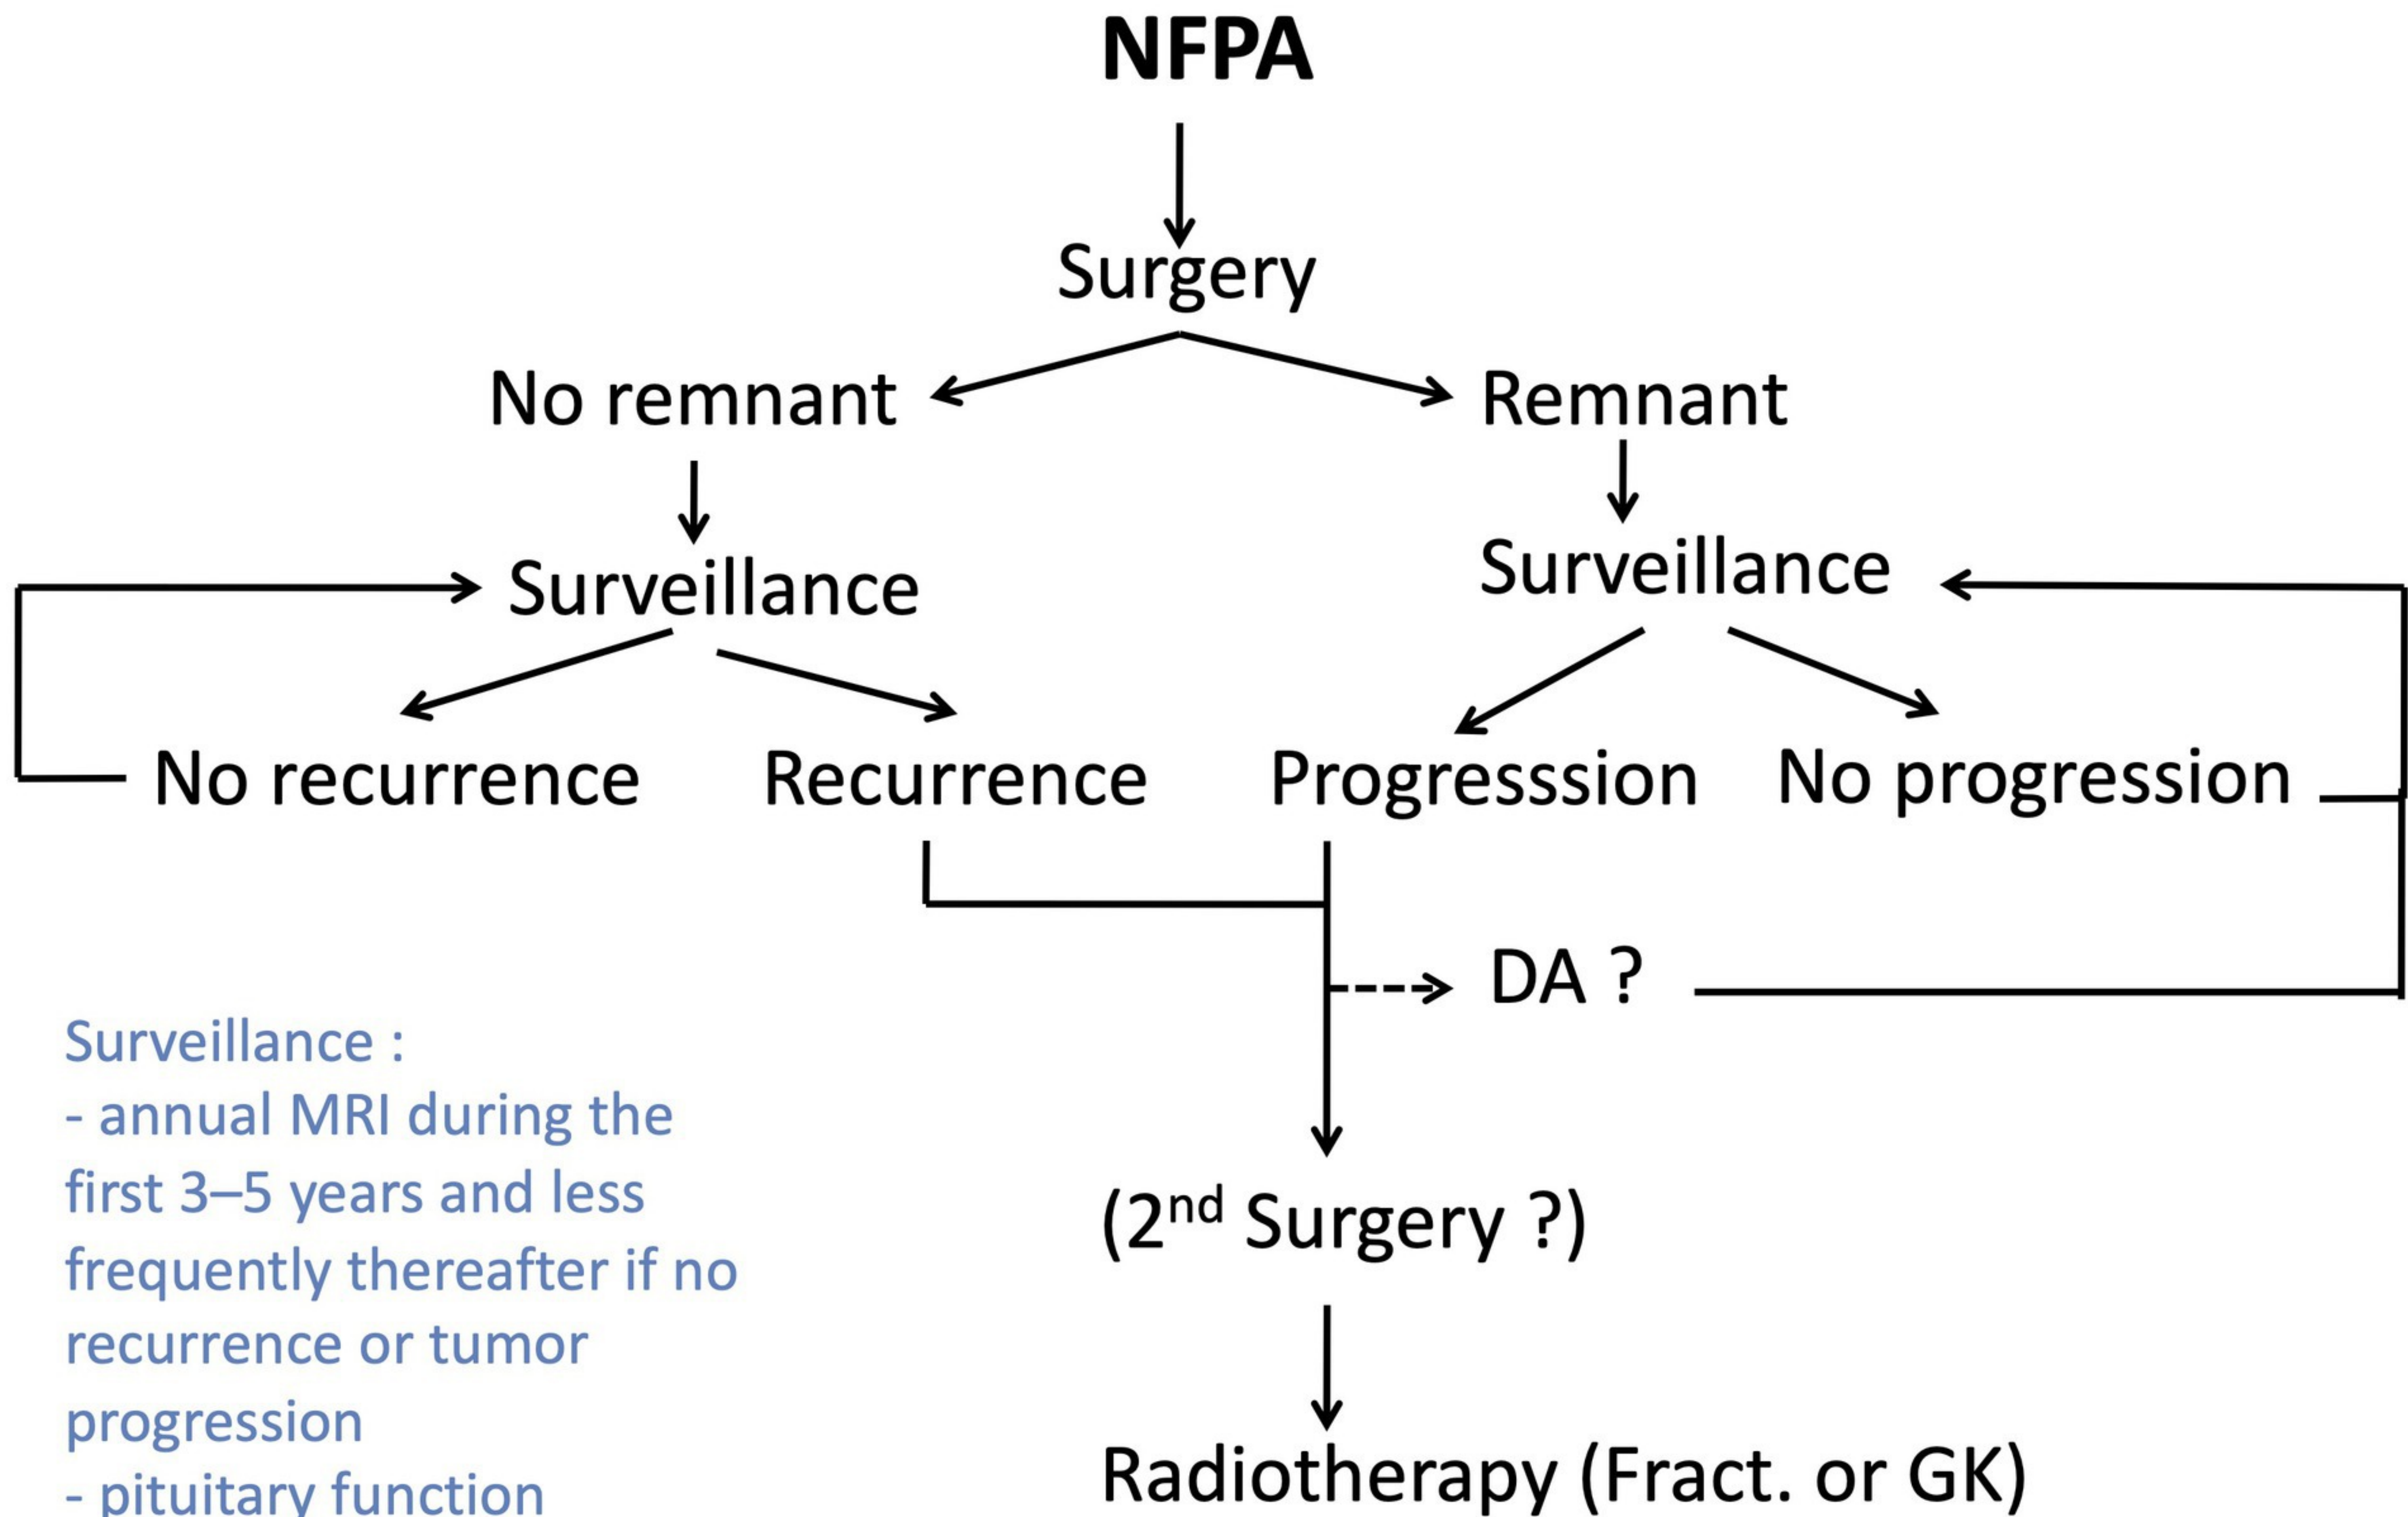 NFPA
Surgery
No remnant
Remnant
Surveillance
Surveillance
No recurrence
Recurrence
Progresssion
No progression
DA ?
(2nd Surgery ?)
Radiotherapy (Fract. or GK)
Surveillance :
- annual MRI during the
first 3–5 years and less
frequently thereafter if no
recurrence or tumor
progression
- pituitary function